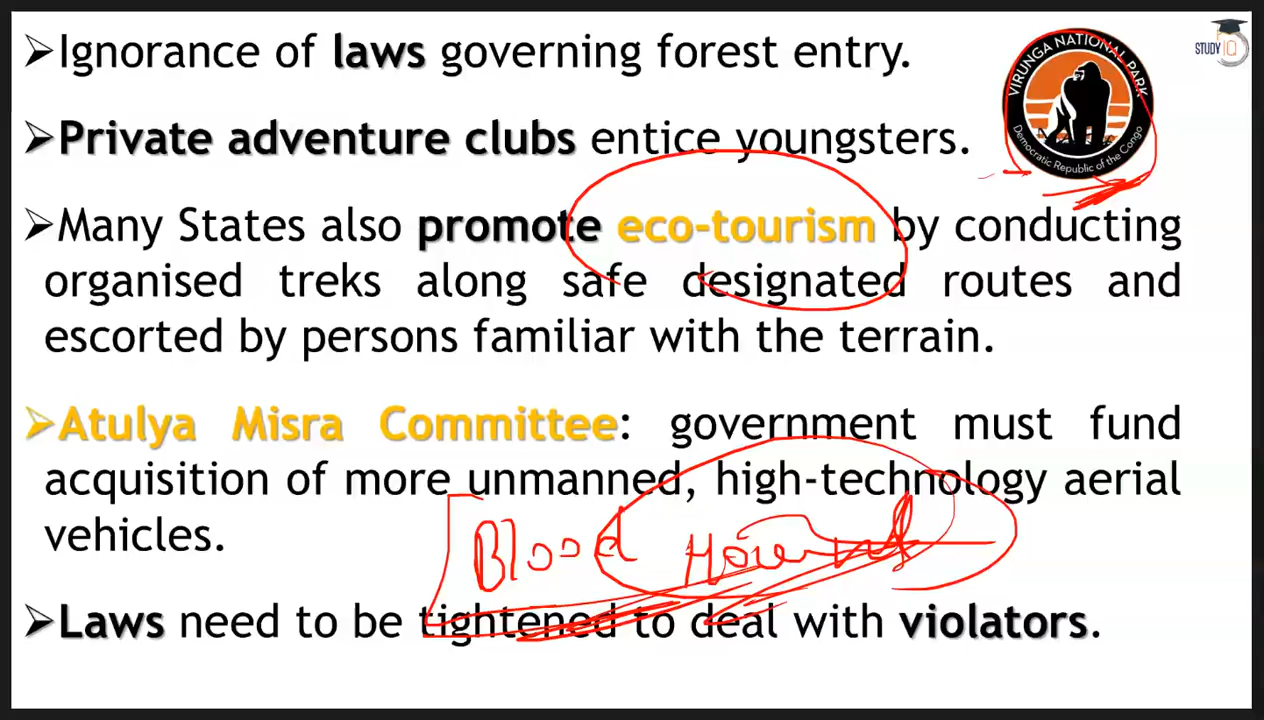 ➢Ignorance of laws governing forest entry.
➢Private adventure clubs entice youngsters.
➢Many States also promote eco-tourism by conducting
organised treks along safe designated routes and
escorted by persons familiar with the terrain.
➢Atulya Misra Committee: government must fund
acquisition of more unmanned, high-technology aerial
vehicles.
Blood Hound
➢Laws need to be tightened to deal with violators.
VIRUNGA NATIONAL PARK
Democratic Republic of the Congo
STUDY IQ